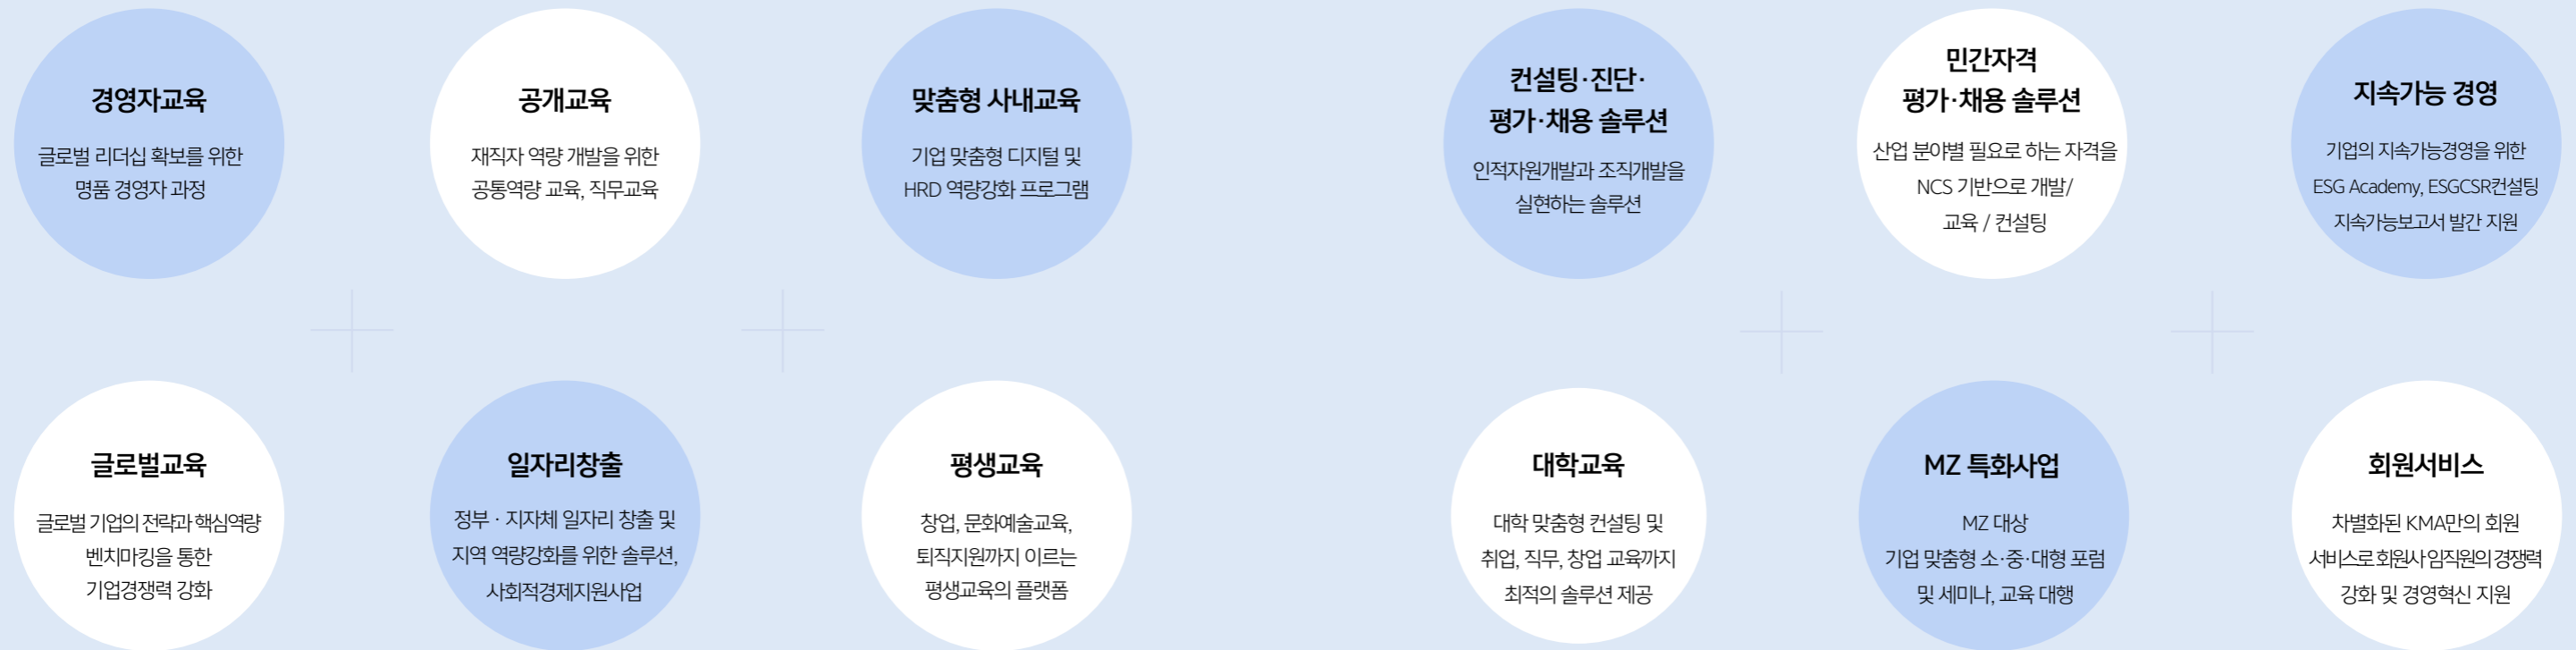 경영자교육
글로벌 리더십 확보를 위한
명품 경영자 과정
공개교육
재직자 역량 개발을 위한
공통역량 교육, 직무교육
맞춤형 사내교육
기업 맞춤형 디지털 및
HRD 역량강화 프로그램
컨설팅·진단·
평가·채용 솔루션
인적자원개발과 조직개발을
실현하는 솔루션
민간자격
평가·채용 솔루션
산업 분야별 필요로 하는 자격을
NCS 기반으로 개발/
교육 / 컨설팅
지속가능 경영
기업의 지속가능경영을 위한
ESG Academy, ESGCSR컨설팅
지속가능보고서 발간 지원
글로벌교육
글로벌 기업의 전략과 핵심역량
벤치마킹을 통한
기업경쟁력 강화
일자리창출
정부 · 지자체 일자리 창출 및
지역 역량강화를 위한 솔루션,
사회적경제지원사업
평생교육
창업, 문화예술교육,
퇴직지원까지 이르는
평생교육의 플랫폼
대학교육
대학 맞춤형 컨설팅 및
취업, 직무, 창업 교육까지
최적의 솔루션 제공
MZ 특화사업
MZ 대상
기업 맞춤형 소·중·대형 포럼
및 세미나, 교육 대행
회원서비스
차별화된 KMA만의 회원
서비스로 회원사 임직원의 경쟁력
강화 및 경영혁신 지원